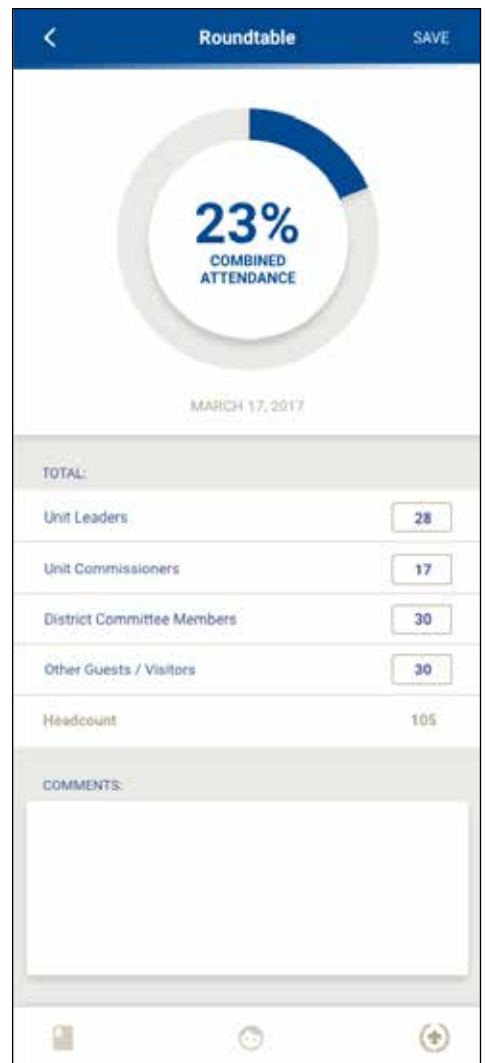 Roundtable SAVE
23%
COMBINED
ATTENDANCE
MARCH 17, 2017
TOTAL:
Unit Leaders 28
Unit Commissioners 17
District Committee Members 30
Other Guests / Visitors 30
Headcount 105
COMMENTS: